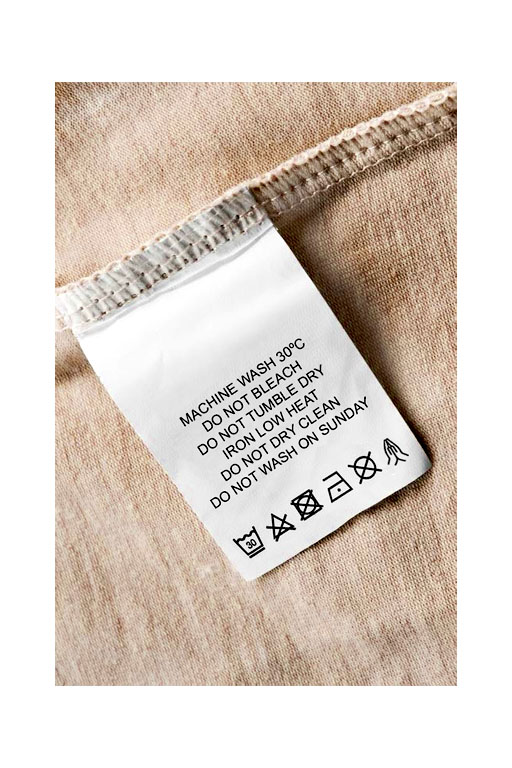 MACHINE WASH 30ºC
DO NOT BLEACH
DO NOT TUMBLE DRY
IRON LOW HEAT
DO NOT DRY CLEAN
DO NOT WASH ON SUNDAY
30